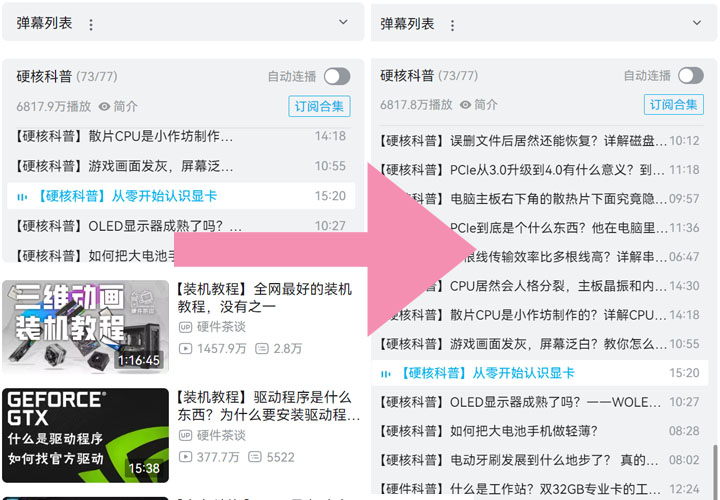 弹幕列表
硬核科普 (73/77)
自动连播
6817.9万播放 简介
订阅合集
【硬核科普】散片CPU是小作坊制作... 14:18
【硬核科普】游戏画面发灰，屏幕泛... 10:55
【硬核科普】从零开始认识显卡 15:20
【硬核科普】OLED显示器成熟了吗？... 10:27
【硬核科普】如何把大电池手
三维动画
装机教程
1:16:45
【装机教程】全网最好的装机
教程，没有之一
UP 硬件茶谈
1457.9万 2.8万
GEFORCE
GTX
什么是驱动程序
如何找官方驱动
15:38
【装机教程】驱动程序是什么
东西？为什么要安装驱动程...
UP 硬件茶谈
377.7万 5522
弹幕列表
硬核科普 (73/77)
自动连播
6817.8万播放 简介
订阅合集
【硬核科普】误删文件后居然还能恢复？详解磁盘... 10:12
【硬核科普】PCIe从3.0升级到4.0有什么意义？到... 11:18
硬核科普】电脑主板右下角的散热片下面究竟隐... 09:57
科普】PCIe到底是个什么东西？他在电脑里... 11:36
根线传输效率比多根线高？详解串... 06:47
科普】CPU居然会人格分裂，主板晶振和内... 14:30
【硬核科普】散片CPU是小作坊制作的？详解CPU... 14:18
【硬核科普】游戏画面发灰，屏幕泛白？教你怎么... 10:55
【硬核科普】从零开始认识显卡 15:20
【硬核科普】OLED显示器成熟了吗？——WOLE... 10:27
【硬核科普】如何把大电池手机做轻薄？ 08:28
【硬核科普】电动牙刷发展到什么地步了？ 真的... 08:02
【硬件科普】什么是工作站？双32GB专业卡的工... 12:24